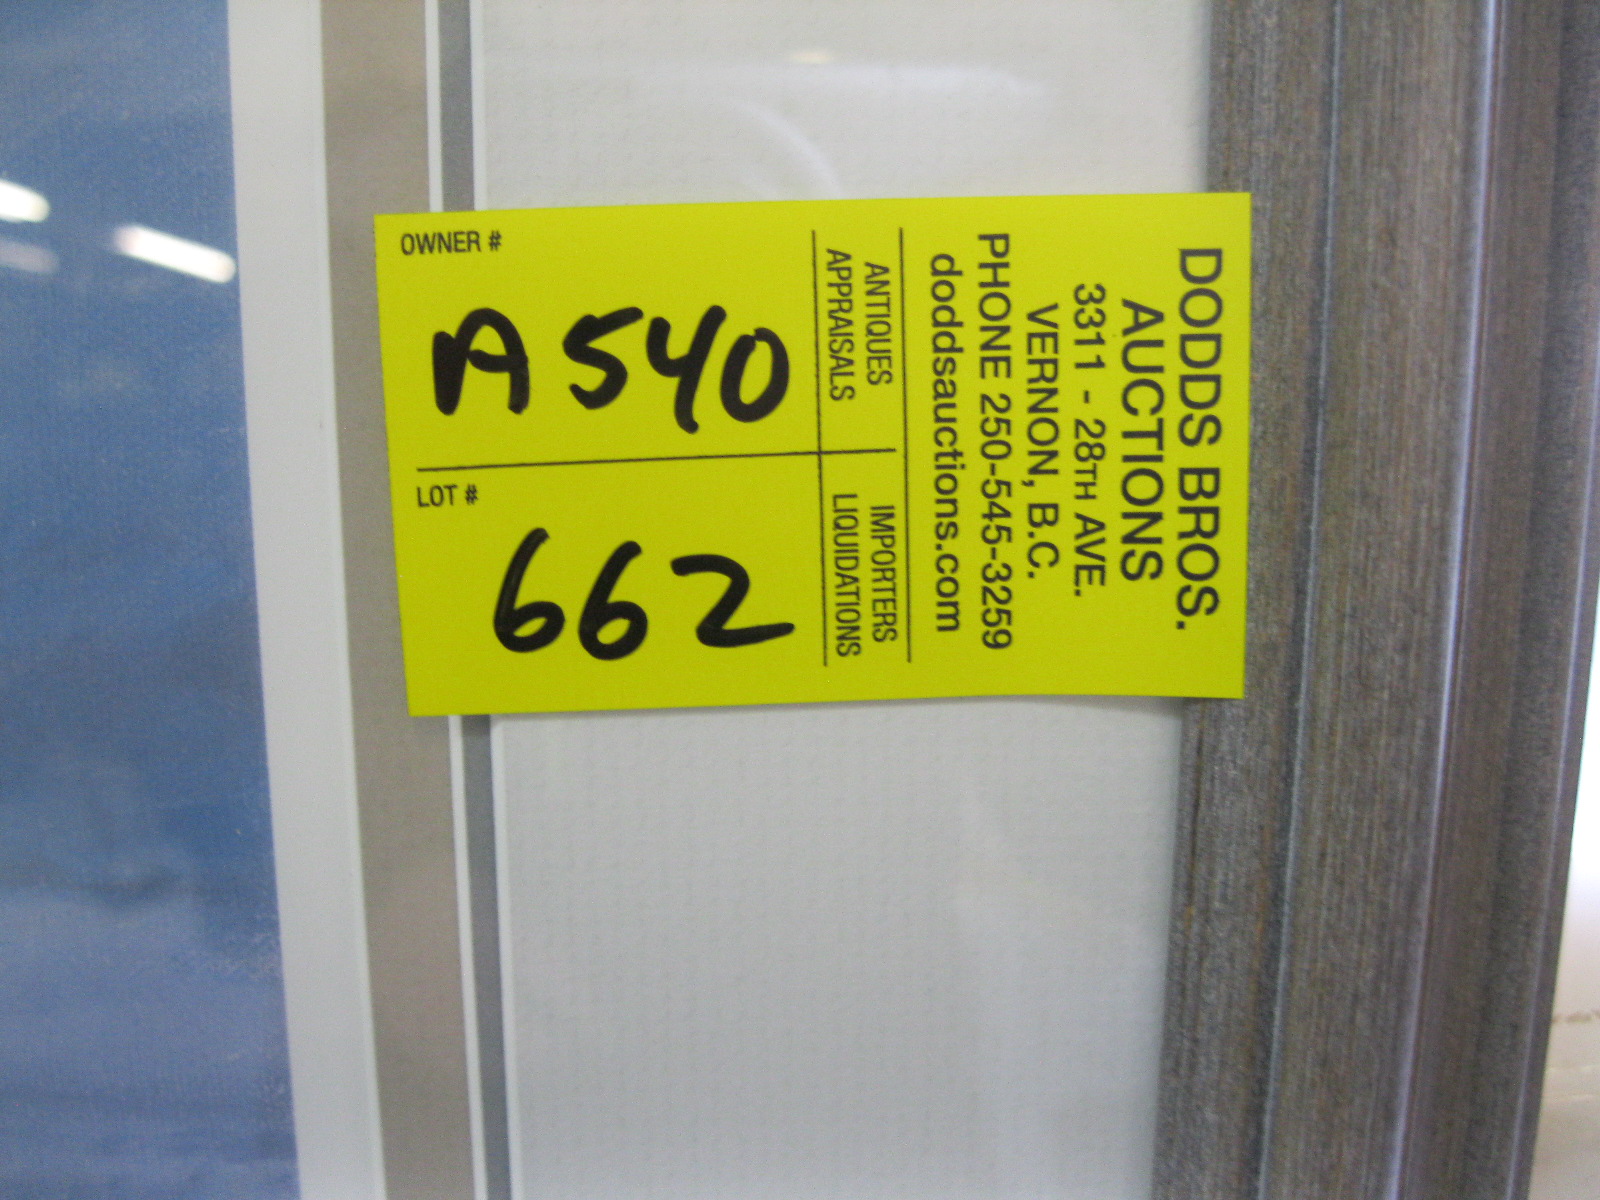 OWNER #
A540
LOT #
662
DODDS BROS.
AUCTIONS
3311 - 28TH AVE.
VERNON, B.C.
PHONE 250-545-3259
doddsauctions.com
ANTIQUES
APPRAISALS
IMPORTERS
LIQUIDATIONS